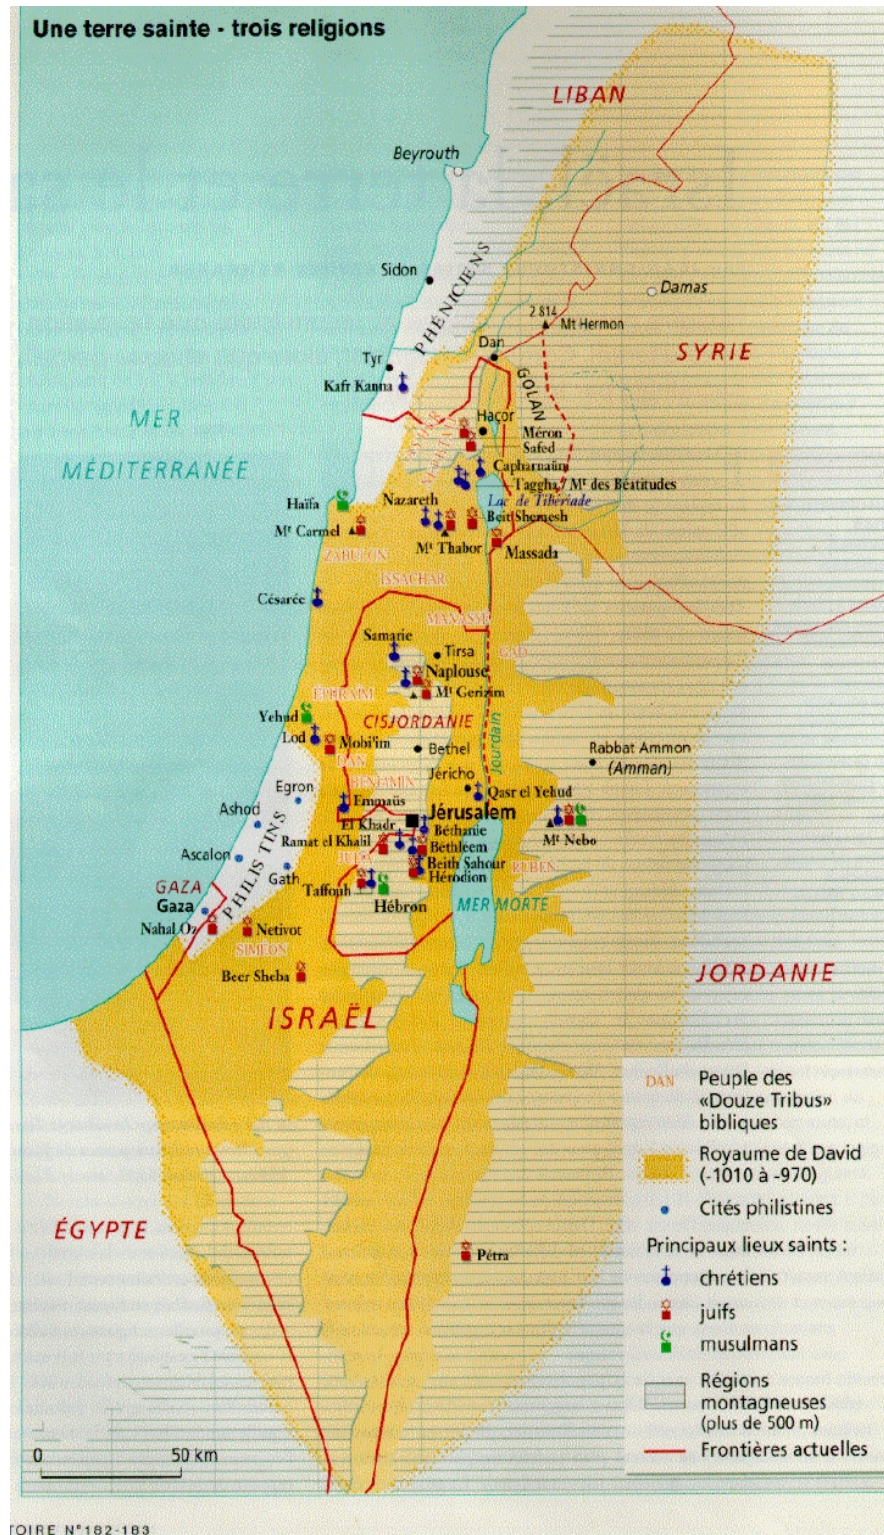 Une terre sainte - trois religions
LIBAN
Beyrouth
Sidon
PHÉNICIENS
Damas
2 814
Mt Hermon
Dan
SYRIE
Tyr
Kafr Kanna
GOLAN
MER
MÉDITERRANÉE
Haçor
Méron
Safed
Capharnaüm
Taggha / Mt des Béatitudes
Lac de Tibériade
Haïfa
Nazareth
Beit Shemesh
Mt Carmel
Mt Thabor
Massada
ZABULON
ISSACHAR
Césarée
MANASSÉ
Samarie
Tirsa
GAD
Naplouse
Mt Gerizim
ÉPHRAÏM
Yehud
CISJORDANIE
Jourdain
Lod
Mobi'im
Bethel
Rabbat Ammon
(Amman)
DAN
Jéricho
BENJAMIN
Qasr el Yehud
Egron
Emmaüs
Jérusalem
Ashod
El Khadr
Béthanie
Mt Nebo
Ramat el Khalil
Bethléem
Ascalon
JUDA
Beith Sahour
RUBEN
Gath
Hérodion
PHILISTINS
GAZA
Taffouh
Gaza
Hébron
MER MORTE
Nahal Oz
Netivot
SIMÉON
Beer Sheba
JORDANIE
ISRAËL
ÉGYPTE
Pétra
DAN
Peuple des
«Douze Tribus»
bibliques
Royaume de David
(-1010 à -970)
Cités philistines
Principaux lieux saints :
chrétiens
juifs
musulmans
Régions
montagneuses
(plus de 500 m)
Frontières actuelles
0
50 km
TOIRE N°182-183